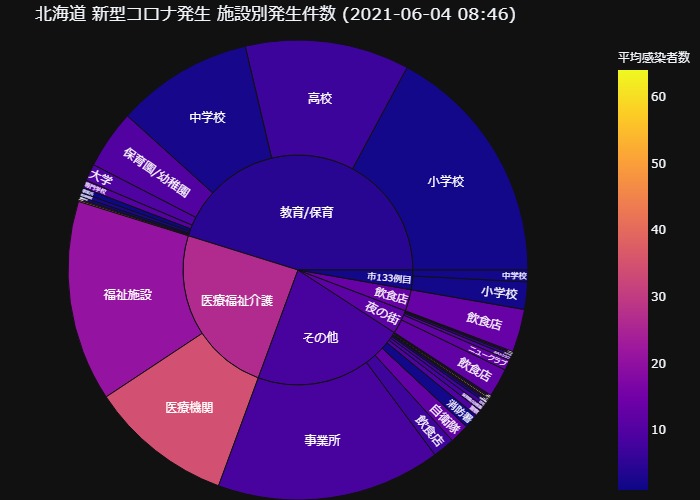 北海道 新型コロナ発生 施設別発生件数 (2021-06-04 08:46)
平均感染者数
60
50
40
30
20
10
高校
中学校
小学校
保育園/幼稚園
大学
専門学校
教育/保育
福祉施設
医療福祉介護
医療機関
その他
事業所
市133例目
中学校
小学校
飲食店
飲食店
夜の街
ニュークラブ
飲食店
消防署
自衛隊
飲食店